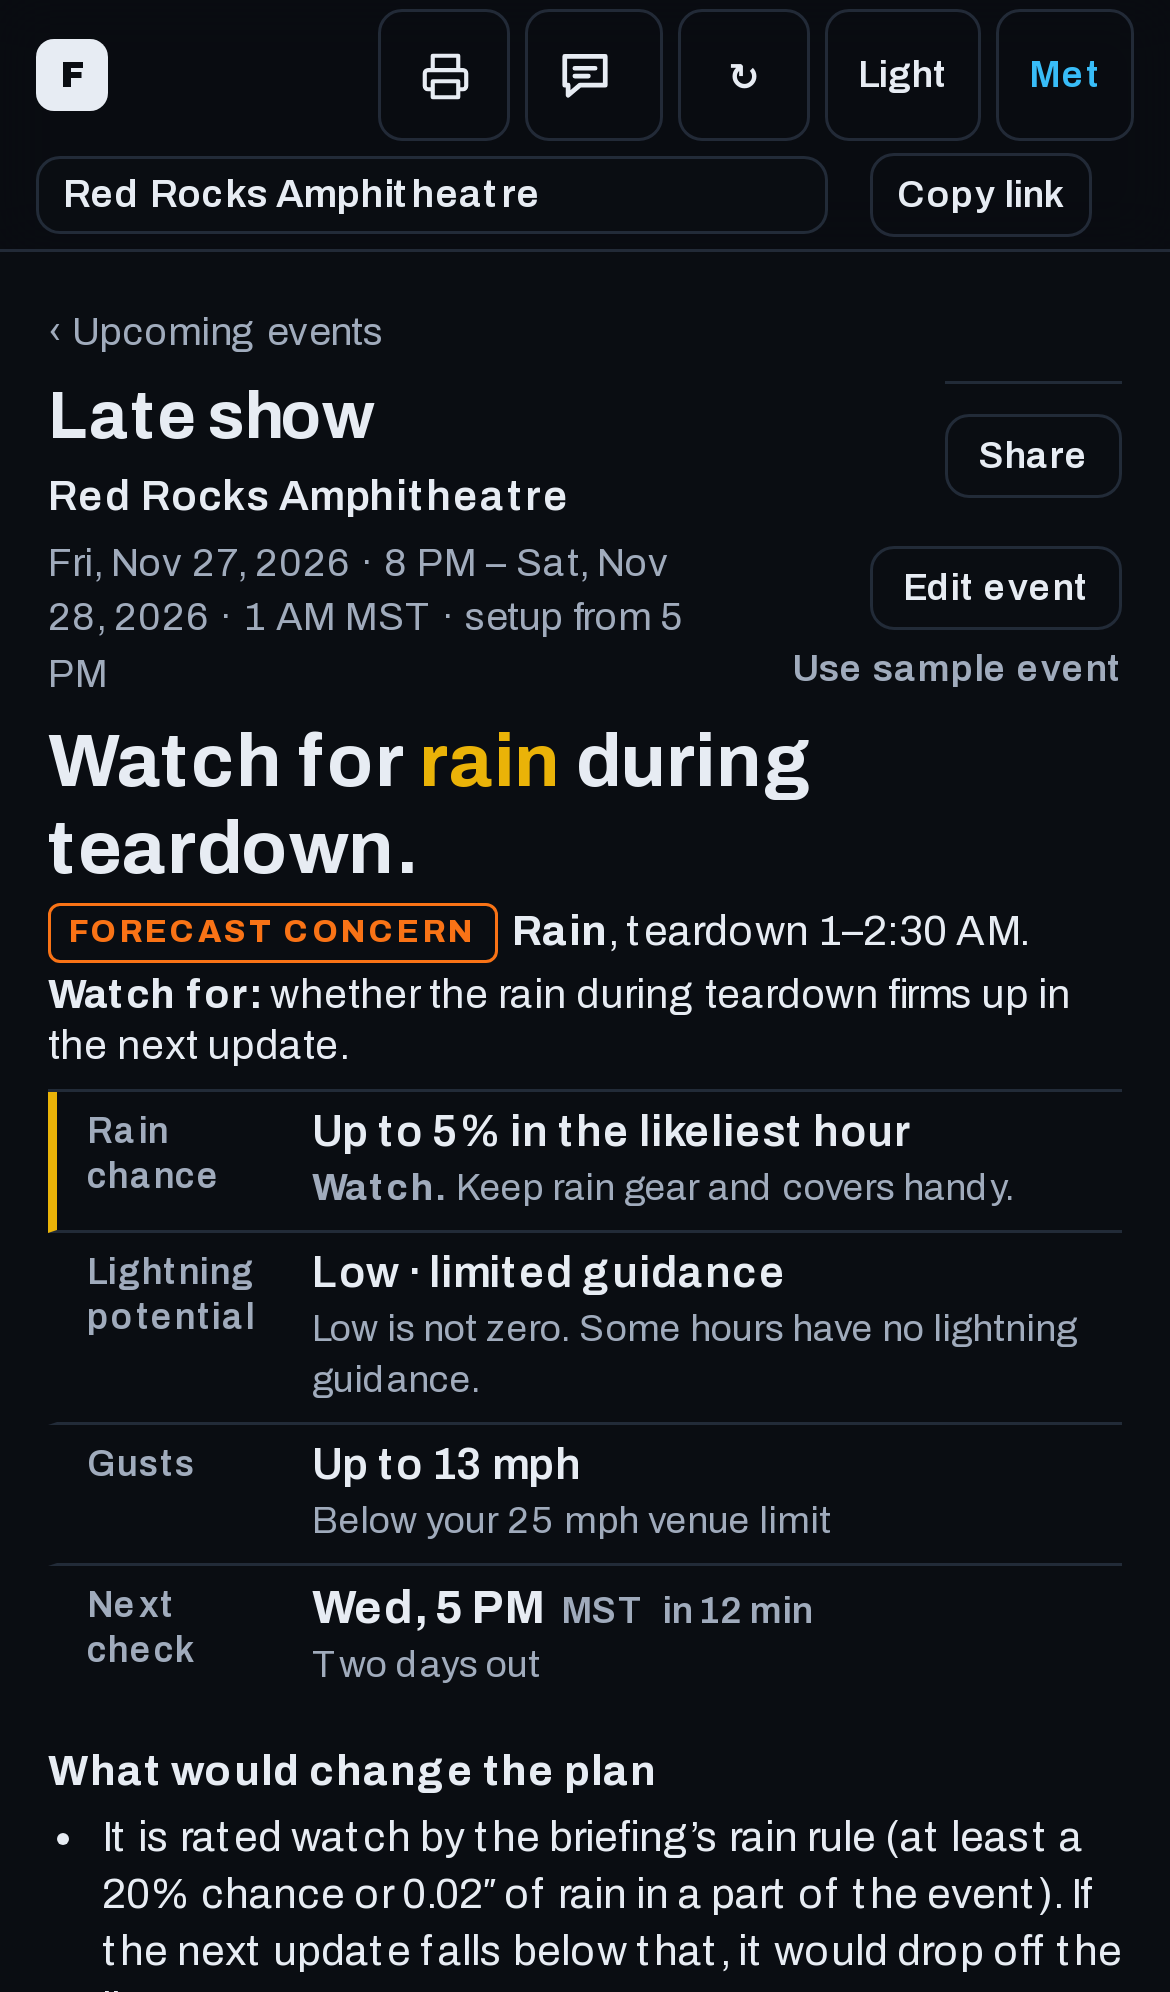 F
↻
Light
Met
Red Rocks Amphitheatre
Copy link
‹ Upcoming events
Late show
Share
Red Rocks Amphitheatre
Fri, Nov 27, 2026 · 8 PM – Sat, Nov
28, 2026 · 1 AM MST · setup from 5
PM
Edit event
Use sample event
Watch for rain during
teardown.
FORECAST CONCERN Rain, teardown 1–2:30 AM.
Watch for: whether the rain during teardown firms up in
the next update.
Rain
chance
Up to 5% in the likeliest hour
Watch. Keep rain gear and covers handy.
Lightning
potential
Low · limited guidance
Low is not zero. Some hours have no lightning
guidance.
Gusts
Up to 13 mph
Below your 25 mph venue limit
Next
check
Wed, 5 PM MST in 12 min
Two days out
What would change the plan
• It is rated watch by the briefing’s rain rule (at least a
20% chance or 0.02″ of rain in a part of the event). If
the next update falls below that, it would drop off the